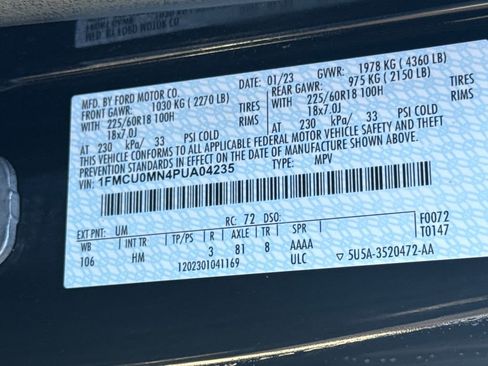 MFD. BY FORD MOTOR CO.
DATE: 01/23 GVWR: 1978 KG ( 4360 LB)
FRONT GAWR: 1030 KG ( 2270 LB) REAR GAWR: 975 KG ( 2150 LB)
WITH 225/60R18 100H TIRES WITH 225/60R18 100H TIRES
18x7.0J RIMS 18x7.0J RIMS
AT 230 kPa/ 33 PSI COLD AT 230 kPa/ 33 PSI COLD
THIS VEHICLE CONFORMS TO ALL APPLICABLE FEDERAL MOTOR VEHICLE SAFETY, BUMPER, AND THEFT PREVENTION STANDARDS IN EFFECT ON THE DATE OF MANUFACTURE SHOWN ABOVE.
VIN: 1FMCU0MN4PUA04235 TYPE: MPV
F0072
T0147
EXT PNT: UM RC: 72 DSO:
WB INT TR TP/PS R AXLE TR SPR
106 HM 3 81 8 AAAA
1202301041169 ULC ▽ 5U5A-3520472-AA